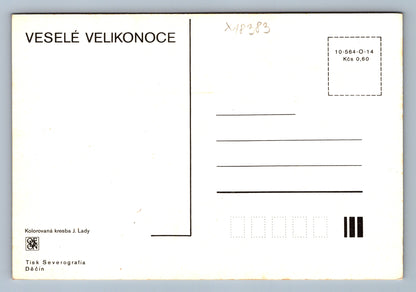 VESELÉ VELIKONOCE
10-564-O-14
Kčs 0,60
Kolorovaná kresba J. Lady
Tisk Severografia
Děčín